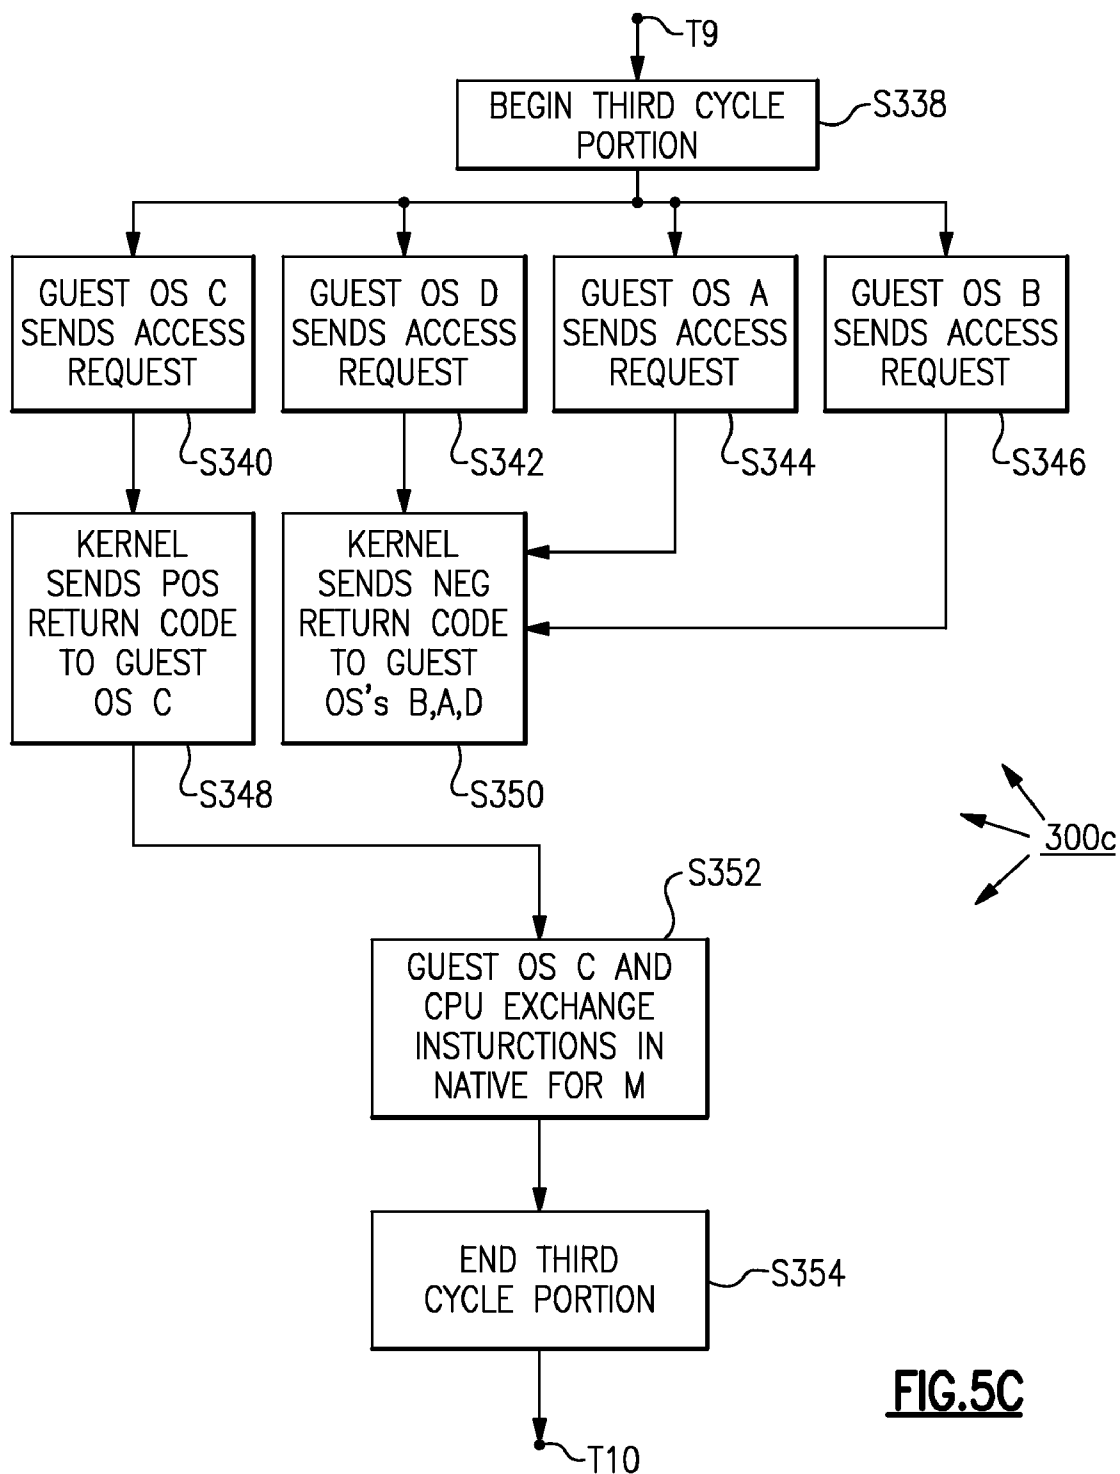 T9
BEGIN THIRD CYCLE
PORTION
S338
GUEST OS C
SENDS ACCESS
REQUEST
S340
GUEST OS D
SENDS ACCESS
REQUEST
S342
GUEST OS A
SENDS ACCESS
REQUEST
S344
GUEST OS B
SENDS ACCESS
REQUEST
S346
KERNEL
SENDS POS
RETURN CODE
TO GUEST
OS C
S348
KERNEL
SENDS NEG
RETURN CODE
TO GUEST
OS's B,A,D
S350
300c
S352
GUEST OS C AND
CPU EXCHANGE
INSTURCTIONS IN
NATIVE FOR M
END THIRD
CYCLE PORTION
S354
T10
FIG.5C